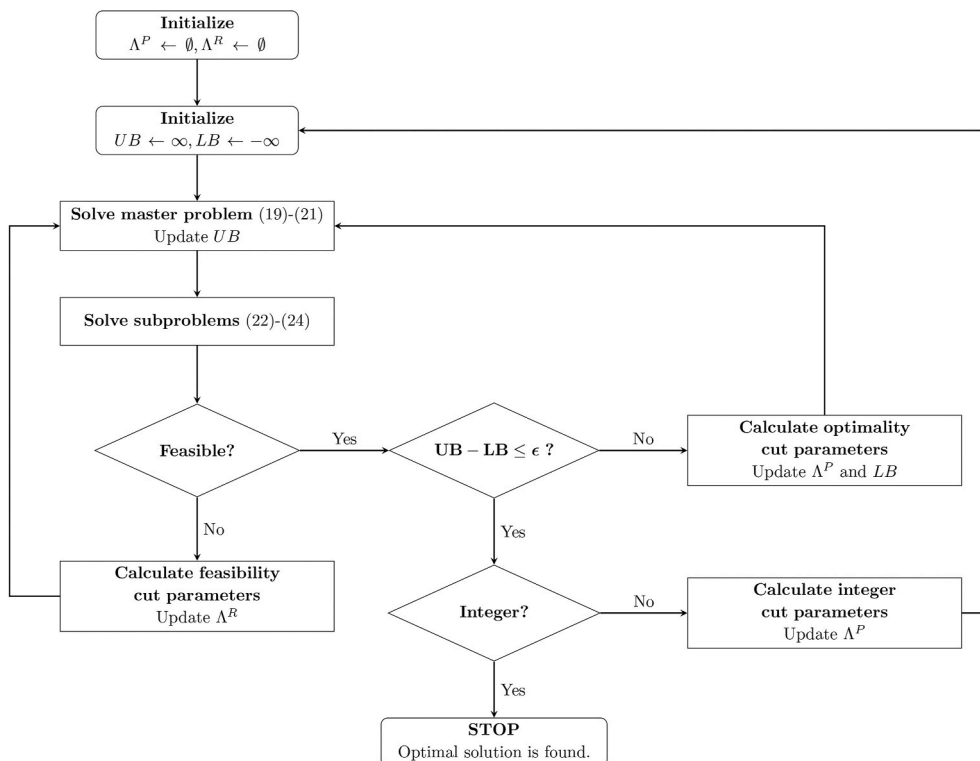 Initialize
Λ^P ← ∅, Λ^R ← ∅
Initialize
UB ← ∞, LB ← −∞
Solve master problem (19)-(21)
Update UB
Solve subproblems (22)-(24)
Feasible?
Yes
UB − LB ≤ ϵ ?
No
Calculate optimality
cut parameters
Update Λ^P and LB
No
Yes
Calculate feasibility
cut parameters
Update Λ^R
Integer?
No
Calculate integer
cut parameters
Update Λ^P
Yes
STOP
Optimal solution is found.